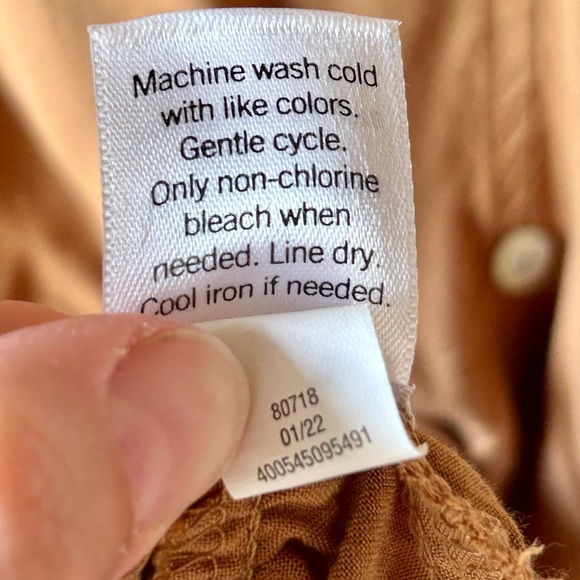 Machine wash cold
with like colors.
Gentle cycle.
Only non-chlorine
bleach when
needed. Line dry.
Cool iron if needed.
80718
01/22
400545095491